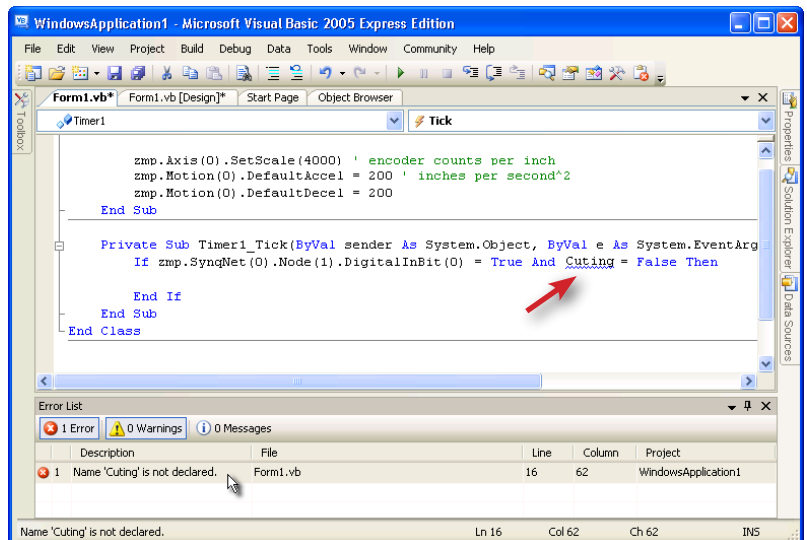 WindowsApplication1 - Microsoft Visual Basic 2005 Express Edition
File Edit View Project Build Debug Data Tools Window Community Help
Form1.vb* Form1.vb [Design]* Start Page Object Browser
Toolbox
Timer1 Tick
zmp.Axis(0).SetScale(4000) ' encoder counts per inch
zmp.Motion(0).DefaultAccel = 200 ' inches per second^2
zmp.Motion(0).DefaultDecel = 200
End Sub
Private Sub Timer1_Tick(ByVal sender As System.Object, ByVal e As System.EventArg
If zmp.SynqNet(0).Node(1).DigitalInBit(0) = True And Cuting = False Then
End If
End Sub
End Class
Properties
Solution Explorer
Data Sources
Error List
1 Error 0 Warnings 0 Messages
Description File Line Column Project
1 Name 'Cuting' is not declared. Form1.vb 16 62 WindowsApplication1
Name 'Cuting' is not declared. Ln 16 Col 62 Ch 62 INS